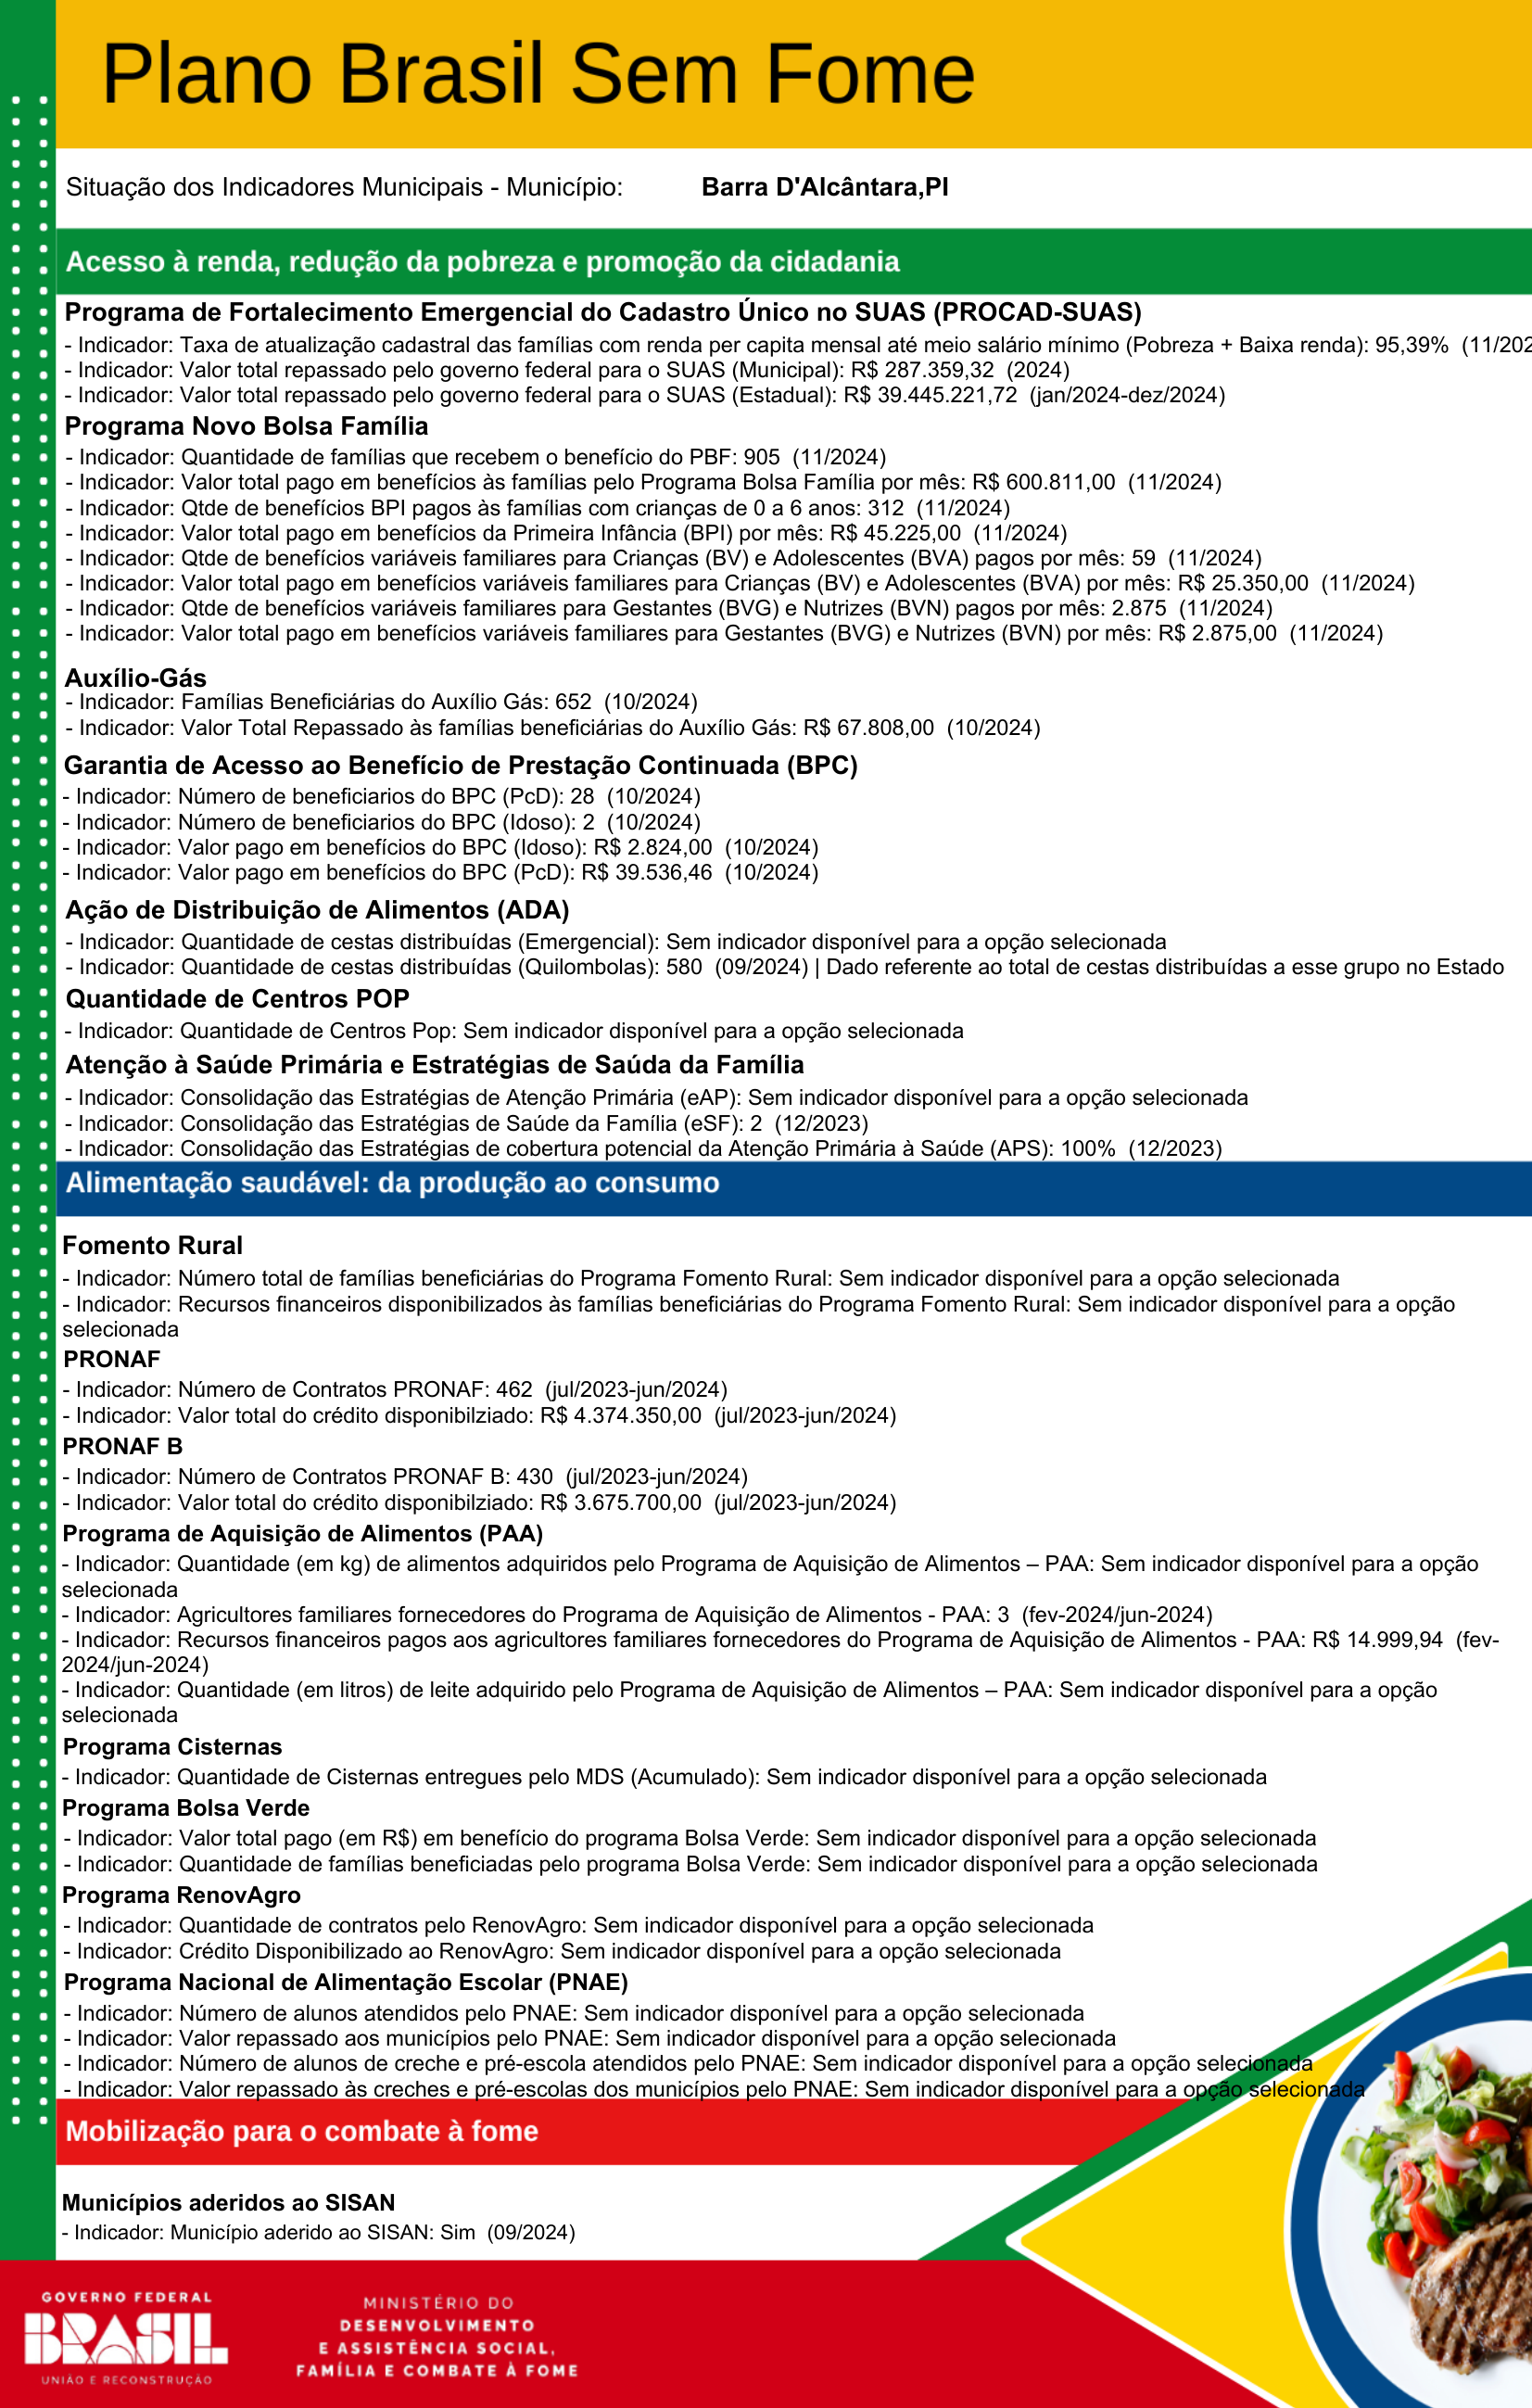 Plano Brasil Sem Fome
Situação dos Indicadores Municipais - Município: Barra D'Alcântara,PI
Acesso à renda, redução da pobreza e promoção da cidadania
Programa de Fortalecimento Emergencial do Cadastro Único no SUAS (PROCAD-SUAS)
- Indicador: Taxa de atualização cadastral das famílias com renda per capita mensal até meio salário mínimo (Pobreza + Baixa renda): 95,39% (11/202
- Indicador: Valor total repassado pelo governo federal para o SUAS (Municipal): R$ 287.359,32 (2024)
- Indicador: Valor total repassado pelo governo federal para o SUAS (Estadual): R$ 39.445.221,72 (jan/2024-dez/2024)
Programa Novo Bolsa Família
- Indicador: Quantidade de famílias que recebem o benefício do PBF: 905 (11/2024)
- Indicador: Valor total pago em benefícios às famílias pelo Programa Bolsa Família por mês: R$ 600.811,00 (11/2024)
- Indicador: Qtde de benefícios BPI pagos às famílias com crianças de 0 a 6 anos: 312 (11/2024)
- Indicador: Valor total pago em benefícios da Primeira Infância (BPI) por mês: R$ 45.225,00 (11/2024)
- Indicador: Qtde de benefícios variáveis familiares para Crianças (BV) e Adolescentes (BVA) pagos por mês: 59 (11/2024)
- Indicador: Valor total pago em benefícios variáveis familiares para Crianças (BV) e Adolescentes (BVA) por mês: R$ 25.350,00 (11/2024)
- Indicador: Qtde de benefícios variáveis familiares para Gestantes (BVG) e Nutrizes (BVN) pagos por mês: 2.875 (11/2024)
- Indicador: Valor total pago em benefícios variáveis familiares para Gestantes (BVG) e Nutrizes (BVN) por mês: R$ 2.875,00 (11/2024)
Auxílio-Gás
- Indicador: Famílias Beneficiárias do Auxílio Gás: 652 (10/2024)
- Indicador: Valor Total Repassado às famílias beneficiárias do Auxílio Gás: R$ 67.808,00 (10/2024)
Garantia de Acesso ao Benefício de Prestação Continuada (BPC)
- Indicador: Número de beneficiarios do BPC (PcD): 28 (10/2024)
- Indicador: Número de beneficiarios do BPC (Idoso): 2 (10/2024)
- Indicador: Valor pago em benefícios do BPC (Idoso): R$ 2.824,00 (10/2024)
- Indicador: Valor pago em benefícios do BPC (PcD): R$ 39.536,46 (10/2024)
Ação de Distribuição de Alimentos (ADA)
- Indicador: Quantidade de cestas distribuídas (Emergencial): Sem indicador disponível para a opção selecionada
- Indicador: Quantidade de cestas distribuídas (Quilombolas): 580 (09/2024) | Dado referente ao total de cestas distribuídas a esse grupo no Estado
Quantidade de Centros POP
- Indicador: Quantidade de Centros Pop: Sem indicador disponível para a opção selecionada
Atenção à Saúde Primária e Estratégias de Saúda da Família
- Indicador: Consolidação das Estratégias de Atenção Primária (eAP): Sem indicador disponível para a opção selecionada
- Indicador: Consolidação das Estratégias de Saúde da Família (eSF): 2 (12/2023)
- Indicador: Consolidação das Estratégias de cobertura potencial da Atenção Primária à Saúde (APS): 100% (12/2023)
Alimentação saudável: da produção ao consumo
Fomento Rural
- Indicador: Número total de famílias beneficiárias do Programa Fomento Rural: Sem indicador disponível para a opção selecionada
- Indicador: Recursos financeiros disponibilizados às famílias beneficiárias do Programa Fomento Rural: Sem indicador disponível para a opção
selecionada
PRONAF
- Indicador: Número de Contratos PRONAF: 462 (jul/2023-jun/2024)
- Indicador: Valor total do crédito disponibilziado: R$ 4.374.350,00 (jul/2023-jun/2024)
PRONAF B
- Indicador: Número de Contratos PRONAF B: 430 (jul/2023-jun/2024)
- Indicador: Valor total do crédito disponibilziado: R$ 3.675.700,00 (jul/2023-jun/2024)
Programa de Aquisição de Alimentos (PAA)
- Indicador: Quantidade (em kg) de alimentos adquiridos pelo Programa de Aquisição de Alimentos – PAA: Sem indicador disponível para a opção
selecionada
- Indicador: Agricultores familiares fornecedores do Programa de Aquisição de Alimentos - PAA: 3 (fev-2024/jun-2024)
- Indicador: Recursos financeiros pagos aos agricultores familiares fornecedores do Programa de Aquisição de Alimentos - PAA: R$ 14.999,94 (fev-
2024/jun-2024)
- Indicador: Quantidade (em litros) de leite adquirido pelo Programa de Aquisição de Alimentos – PAA: Sem indicador disponível para a opção
selecionada
Programa Cisternas
- Indicador: Quantidade de Cisternas entregues pelo MDS (Acumulado): Sem indicador disponível para a opção selecionada
Programa Bolsa Verde
- Indicador: Valor total pago (em R$) em benefício do programa Bolsa Verde: Sem indicador disponível para a opção selecionada
- Indicador: Quantidade de famílias beneficiadas pelo programa Bolsa Verde: Sem indicador disponível para a opção selecionada
Programa RenovAgro
- Indicador: Quantidade de contratos pelo RenovAgro: Sem indicador disponível para a opção selecionada
- Indicador: Crédito Disponibilizado ao RenovAgro: Sem indicador disponível para a opção selecionada
Programa Nacional de Alimentação Escolar (PNAE)
- Indicador: Número de alunos atendidos pelo PNAE: Sem indicador disponível para a opção selecionada
- Indicador: Valor repassado aos municípios pelo PNAE: Sem indicador disponível para a opção selecionada
- Indicador: Número de alunos de creche e pré-escola atendidos pelo PNAE: Sem indicador disponível para a opção selecionada
- Indicador: Valor repassado às creches e pré-escolas dos municípios pelo PNAE: Sem indicador disponível para a opção selecionada
Mobilização para o combate à fome
Municípios aderidos ao SISAN
- Indicador: Município aderido ao SISAN: Sim (09/2024)
GOVERNO FEDERAL
BRASIL
UNIÃO E RECONSTRUÇÃO
MINISTÉRIO DO
DESENVOLVIMENTO
E ASSISTÊNCIA SOCIAL,
FAMÍLIA E COMBATE À FOME